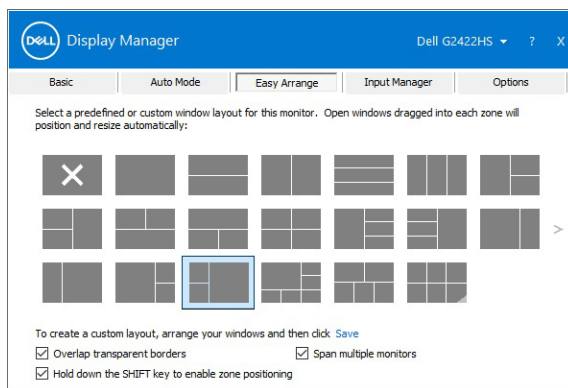 DELL Display Manager Dell G2422HS ? X
Basic Auto Mode Easy Arrange Input Manager Options
Select a predefined or custom window layout for this monitor. Open windows dragged into each zone will
position and resize automatically:
>
To create a custom layout, arrange your windows and then click Save
Overlap transparent borders Span multiple monitors
Hold down the SHIFT key to enable zone positioning